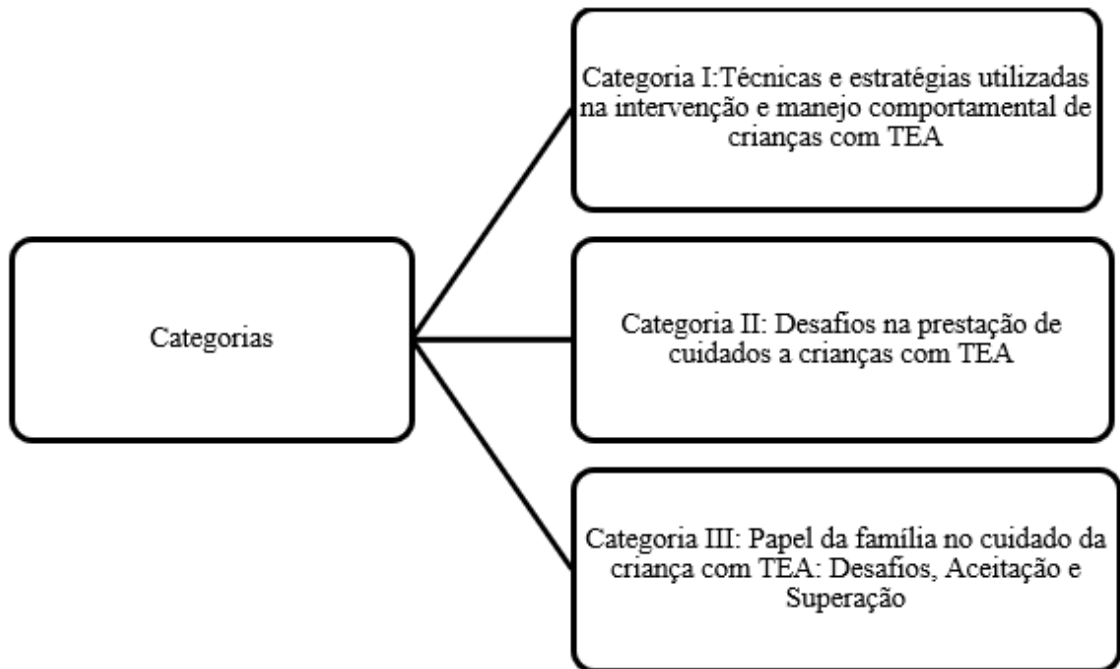 Categoria I:Técnicas e estratégias utilizadas
na intervenção e manejo comportamental de
crianças com TEA
Categorias
Categoria II: Desafios na prestação de
cuidados a crianças com TEA
Categoria III: Papel da família no cuidado da
criança com TEA: Desafios, Aceitação e
Superação